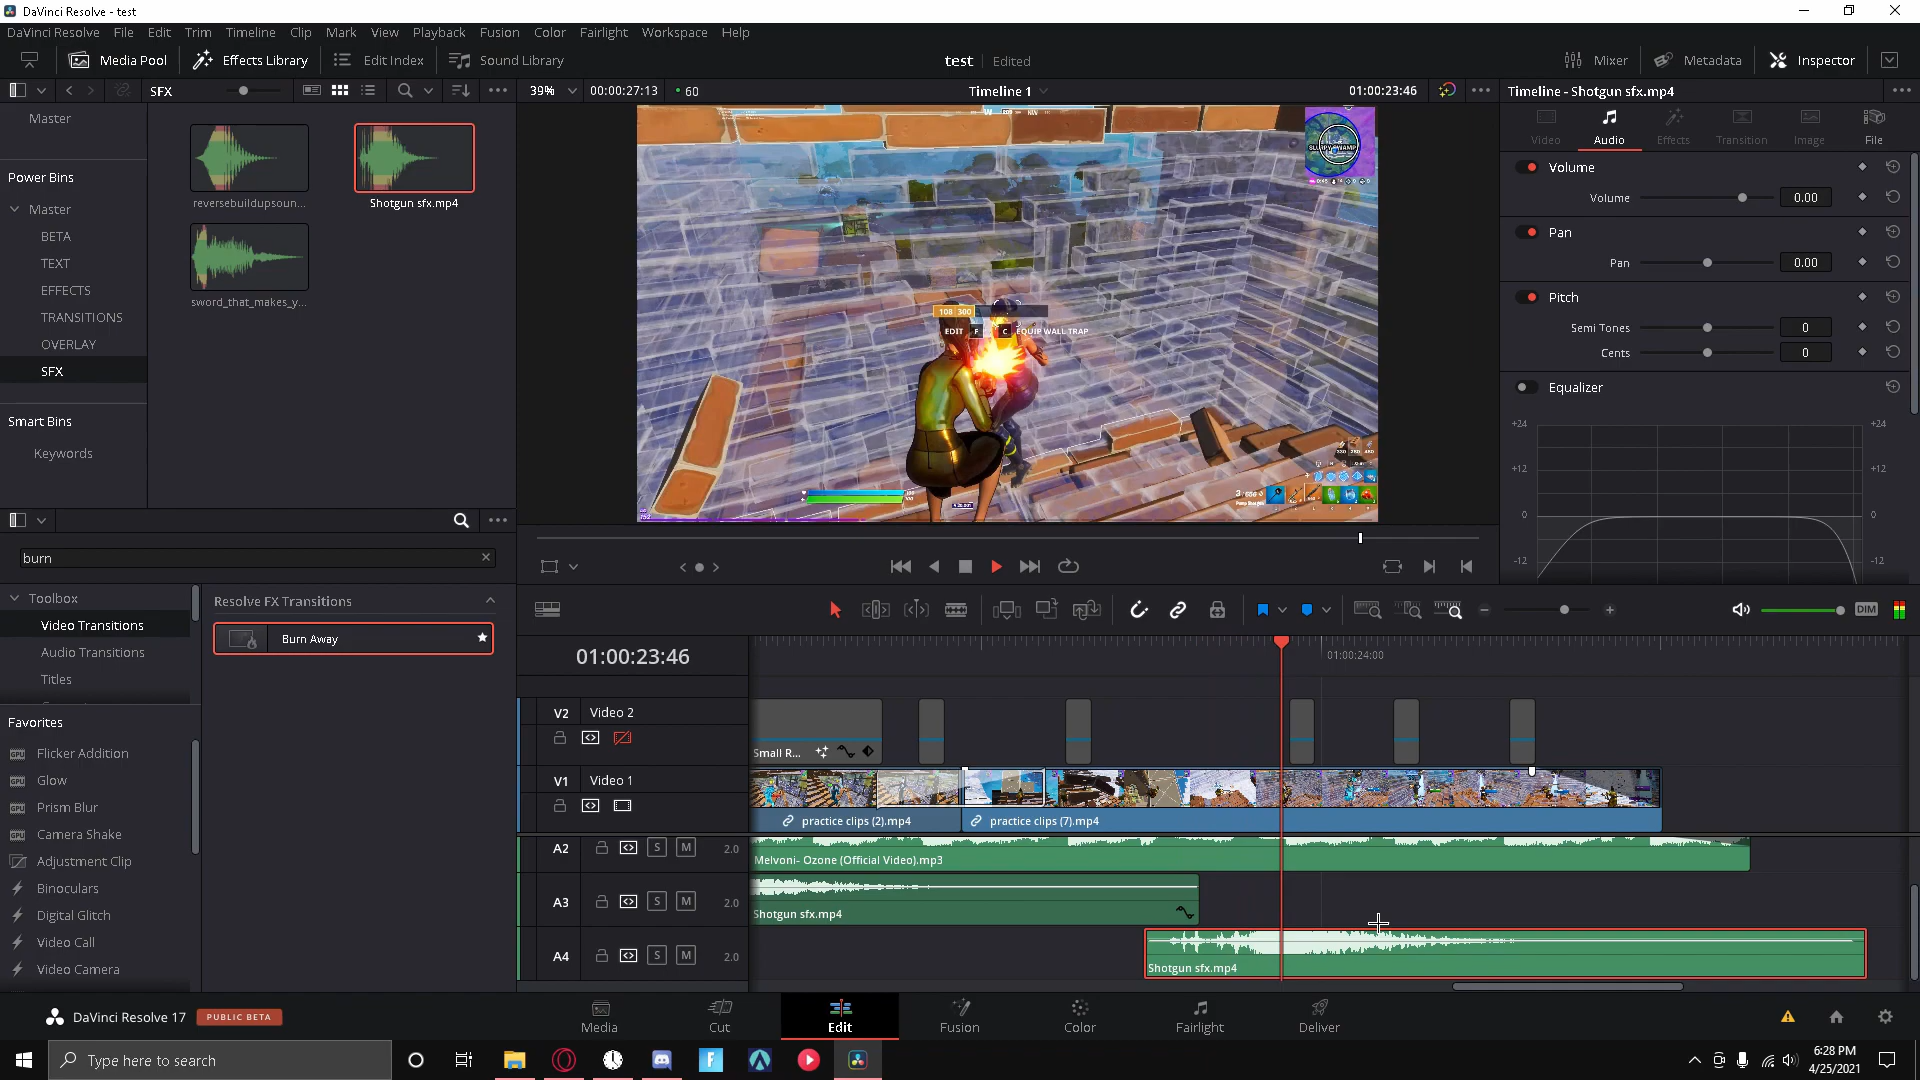 DaVinci Resolve - test
DaVinci Resolve File Edit Trim Timeline Clip Mark View Playback Fusion Color Fairlight Workspace Help
Media Pool Effects Library Edit Index Sound Library test Edited Mixer Metadata Inspector
SFX 39% 00:00:27:13 60 Timeline 1 01:00:23:46 Timeline - Shotgun sfx.mp4
Video Audio Effects Transition Image File
Master
Power Bins
Master
BETA
TEXT
EFFECTS
TRANSITIONS
OVERLAY
SFX
Smart Bins
Keywords
reversebuildupsoun...
Shotgun sfx.mp4
sword_that_makes_y...
108 300
EDIT F C EQUIP WALL TRAP
Volume
Volume 0.00
Pan
Pan 0.00
Pitch
Semi Tones 0
Cents 0
Equalizer
+24 +24
+12 +12
0 0
-12 -12
burn
Toolbox
Video Transitions
Audio Transitions
Titles
Resolve FX Transitions
Burn Away
Favorites
Flicker Addition
Glow
Prism Blur
Camera Shake
Adjustment Clip
Binoculars
Digital Glitch
Video Call
Video Camera
DIM
01:00:23:46
01:00:24:00
V2 Video 2
Small R...
V1 Video 1
practice clips (2).mp4 practice clips (7).mp4
A2 S M 2.0
Melvoni- Ozone (Official Video).mp3
A3 S M 2.0
Shotgun sfx.mp4
A4 S M 2.0
Shotgun sfx.mp4
DaVinci Resolve 17 PUBLIC BETA
Media Cut Edit Fusion Color Fairlight Deliver
Type here to search
6:28 PM
4/25/2021